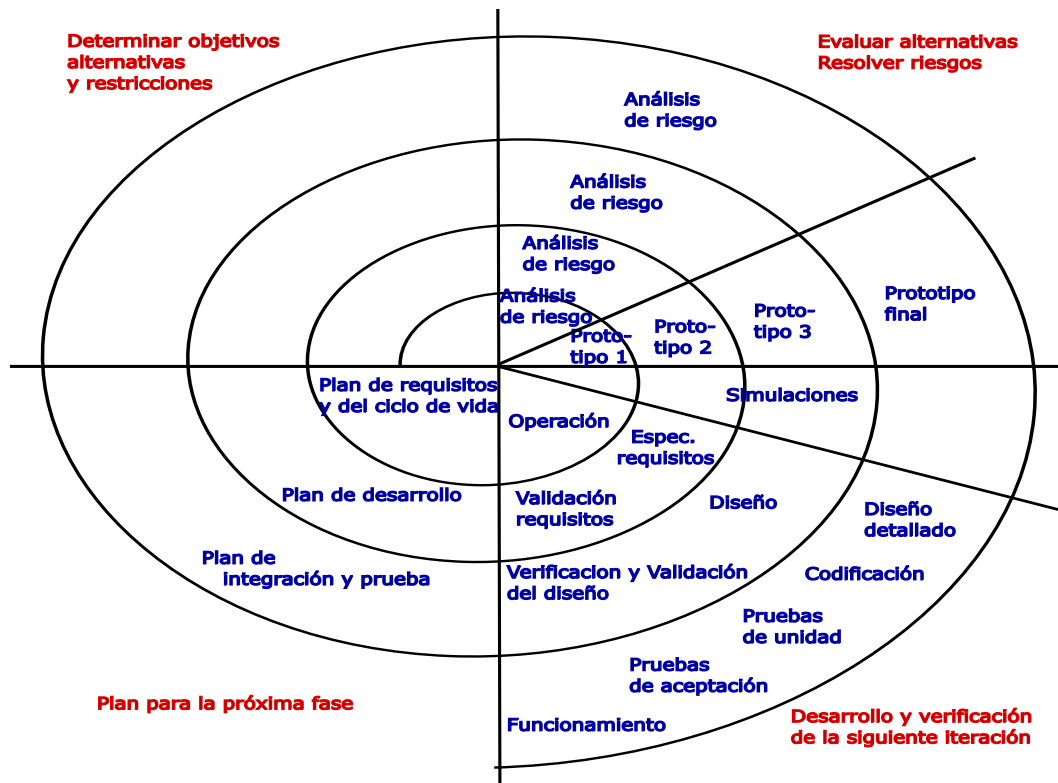 Determinar objetivos
alternativas
y restricciones
Evaluar alternativas
Resolver riesgos
Análisis
de riesgo
Análisis
de riesgo
Análisis
de riesgo
Análisis
de riesgo
Proto-
tipo 1
Proto-
tipo 2
Proto-
tipo 3
Prototipo
final
Plan de requisitos
y del ciclo de vida
Operación
Simulaciones
Espec.
requisitos
Plan de desarrollo
Validación
requisitos
Diseño
Diseño
detallado
Plan de
integración y prueba
Verificacion y Validación
del diseño
Codificación
Pruebas
de unidad
Pruebas
de aceptación
Funcionamiento
Plan para la próxima fase
Desarrollo y verificación
de la siguiente iteración